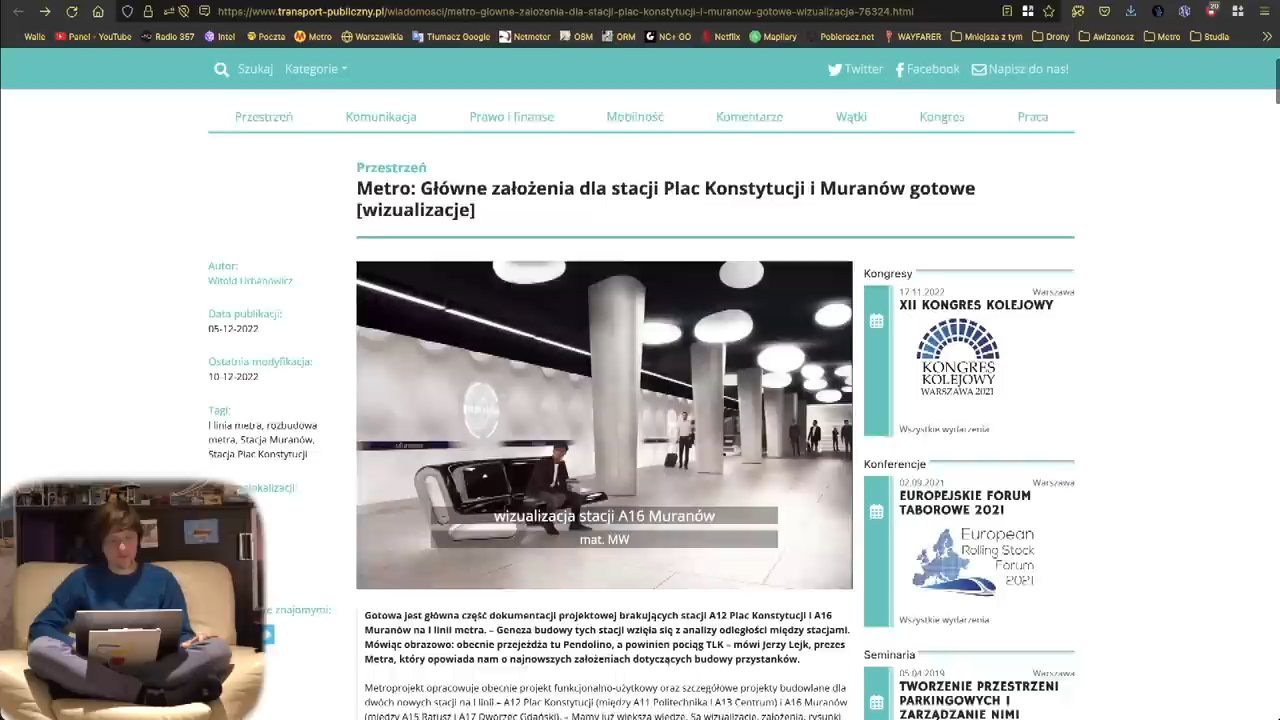 https://www.transport-publiczny.pl/wiadomosci/metro-glowne-zalozenia-dla-stacji-plac-konstytucji-i-muranow-gotowe-wizualizacje-76324.html
20
Walle
Panel - YouTube
Radio 357
Intel
Poczta
Metro
Warszawikia
Tłumacz Google
Netmeter
OSM
ORM
NC+ GO
Netflix
Mapilary
Pobieracz.net
WAYFARER
Mniejsza z tym
Drony
Awizonosz
Metro
Studia
Szukaj
Kategorie
Twitter
Facebook
Napisz do nas!
Przestrzeń
Komunikacja
Prawo i finanse
Mobilność
Komentarze
Wątki
Kongres
Praca
Przestrzeń
Metro: Główne założenia dla stacji Plac Konstytucji i Muranów gotowe
[wizualizacje]
Autor:
Witold Urbanowicz
Data publikacji:
05-12-2022
Ostatnia modyfikacja:
10-12-2022
Tagi:
I linia metra, rozbudowa
metra, Stacja Muranów,
Stacja Plac Konstytucji
lokalizacji
znajomymi:
wizualizacja stacji A16 Muranów
mat. MW
Gotowa jest główna część dokumentacji projektowej brakujących stacji A12 Plac Konstytucji i A16
Muranów na I linii metra. – Geneza budowy tych stacji wzięła się z analizy odległości między stacjami.
Mówiąc obrazowo: obecnie przejeżdża tu Pendolino, a powinien pociąg TLK – mówi Jerzy Lejk, prezes
Metra, który opowiada nam o najnowszych założeniach dotyczących budowy przystanków.
Metroprojekt opracowuje obecnie projekt funkcjonalno-użytkowy oraz szczegółowe projekty budowlane dla
dwóch nowych stacji na I linii – A12 Plac Konstytucji (między A11 Politechnika i A13 Centrum) i A16 Muranów
(między A15 Ratusz i A17 Dworzec Gdański). – Mamy już większą wiedzę. Są wizualizacje, założenia, rysunki
Kongresy
17.11.2022
Warszawa
XII KONGRES KOLEJOWY
KONGRES
KOLEJOWY
WARSZAWA 2021
Wszystkie wydarzenia
Konferencje
02.09.2021
Warszawa
EUROPEJSKIE FORUM
TABOROWE 2021
European
Rolling Stock
Forum
2021
Wszystkie wydarzenia
Seminaria
05.04.2019
Warszawa
TWORZENIE PRZESTRZENI
PARKINGOWYCH I
ZARZĄDZANIE NIMI